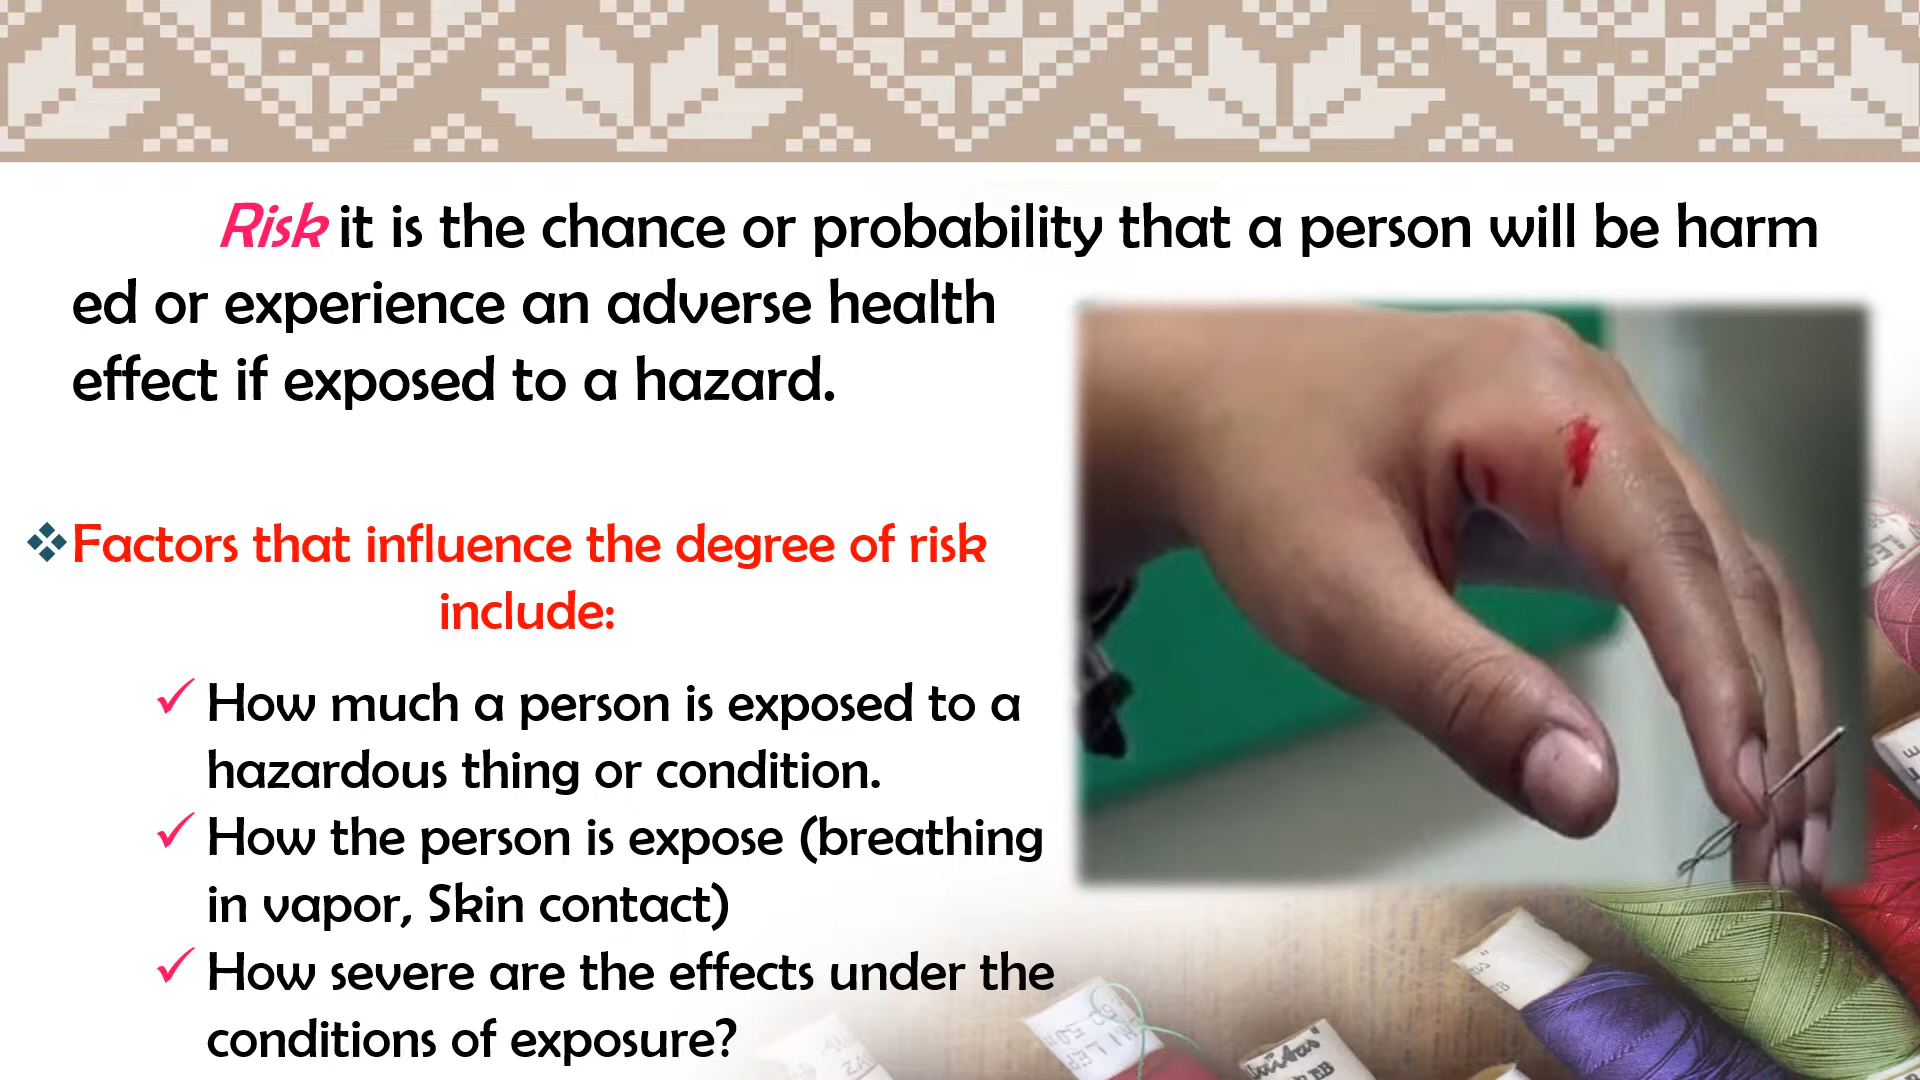 Risk it is the chance or probability that a person will be harm
ed or experience an adverse health
effect if exposed to a hazard.
Factors that influence the degree of risk
include:
How much a person is exposed to a
hazardous thing or condition.
How the person is expose (breathing
in vapor, Skin contact)
How severe are the effects under the
conditions of exposure?